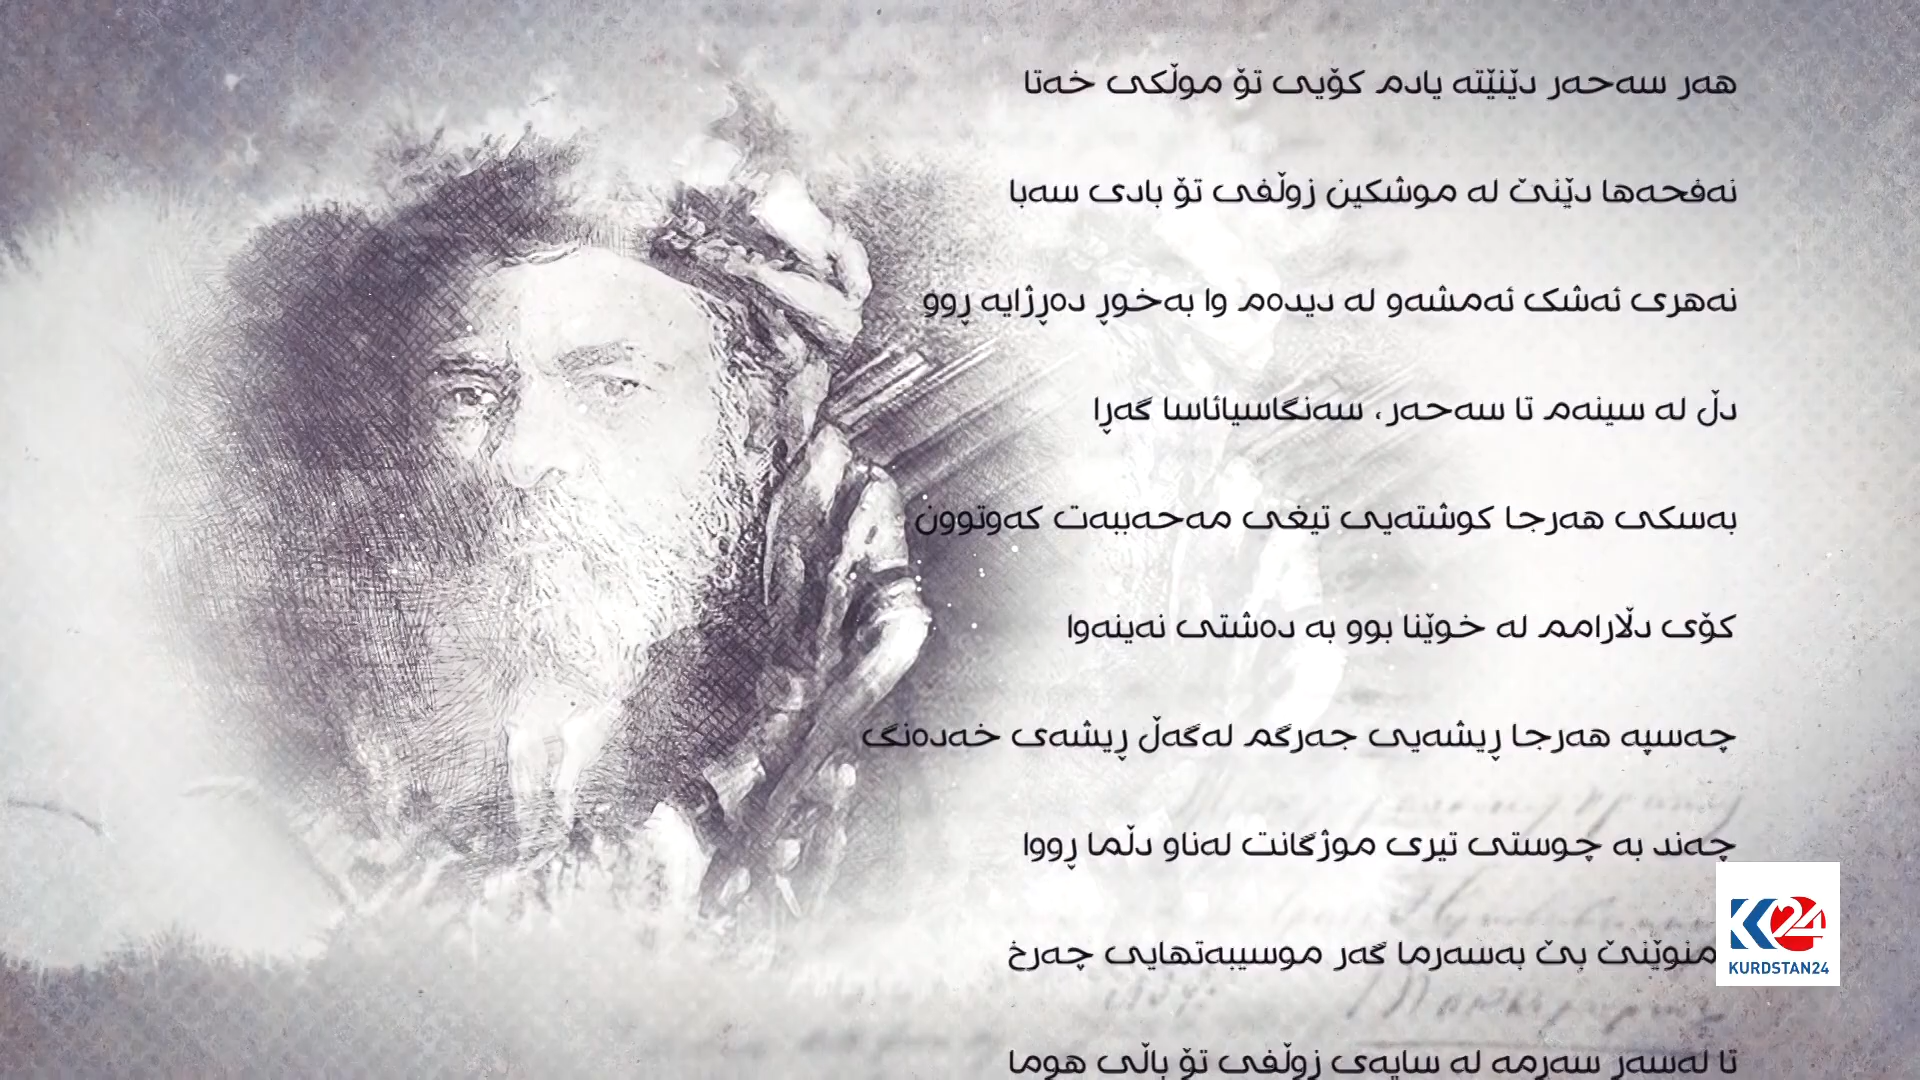 هەر سەحەر دێنێتە یادم کۆیی تۆ موڵکی خەتا
نەفحەها دێنێ لە موشکین زوڵفی تۆ بادی سەبا
نەهری ئەشک ئەمشەو لە دیدەم وا بەخوڕ دەڕژایە ڕوو
دڵ لە سینەم تا سەحەر، سەنگاسیائاسا گەڕا
بەسکی هەرجا کوشتەیی تیغی مەحەببەت کەوتوون
کۆی دڵارامم لە خوێنا بوو بە دەشتی نەینەوا
چەسپە هەرجا ڕیشەیی جەرگم لەگەڵ ڕیشەی خەدەنگ
چەند بە چوستی تیری موژگانت لەناو دڵما ڕووا
بێ بەسەرما گەر موسیبەتهایی چەرخ
تا لەسەر سەرمە لە سایەی زوڵفی تۆ باڵی هوما
K24
KURDSTAN24